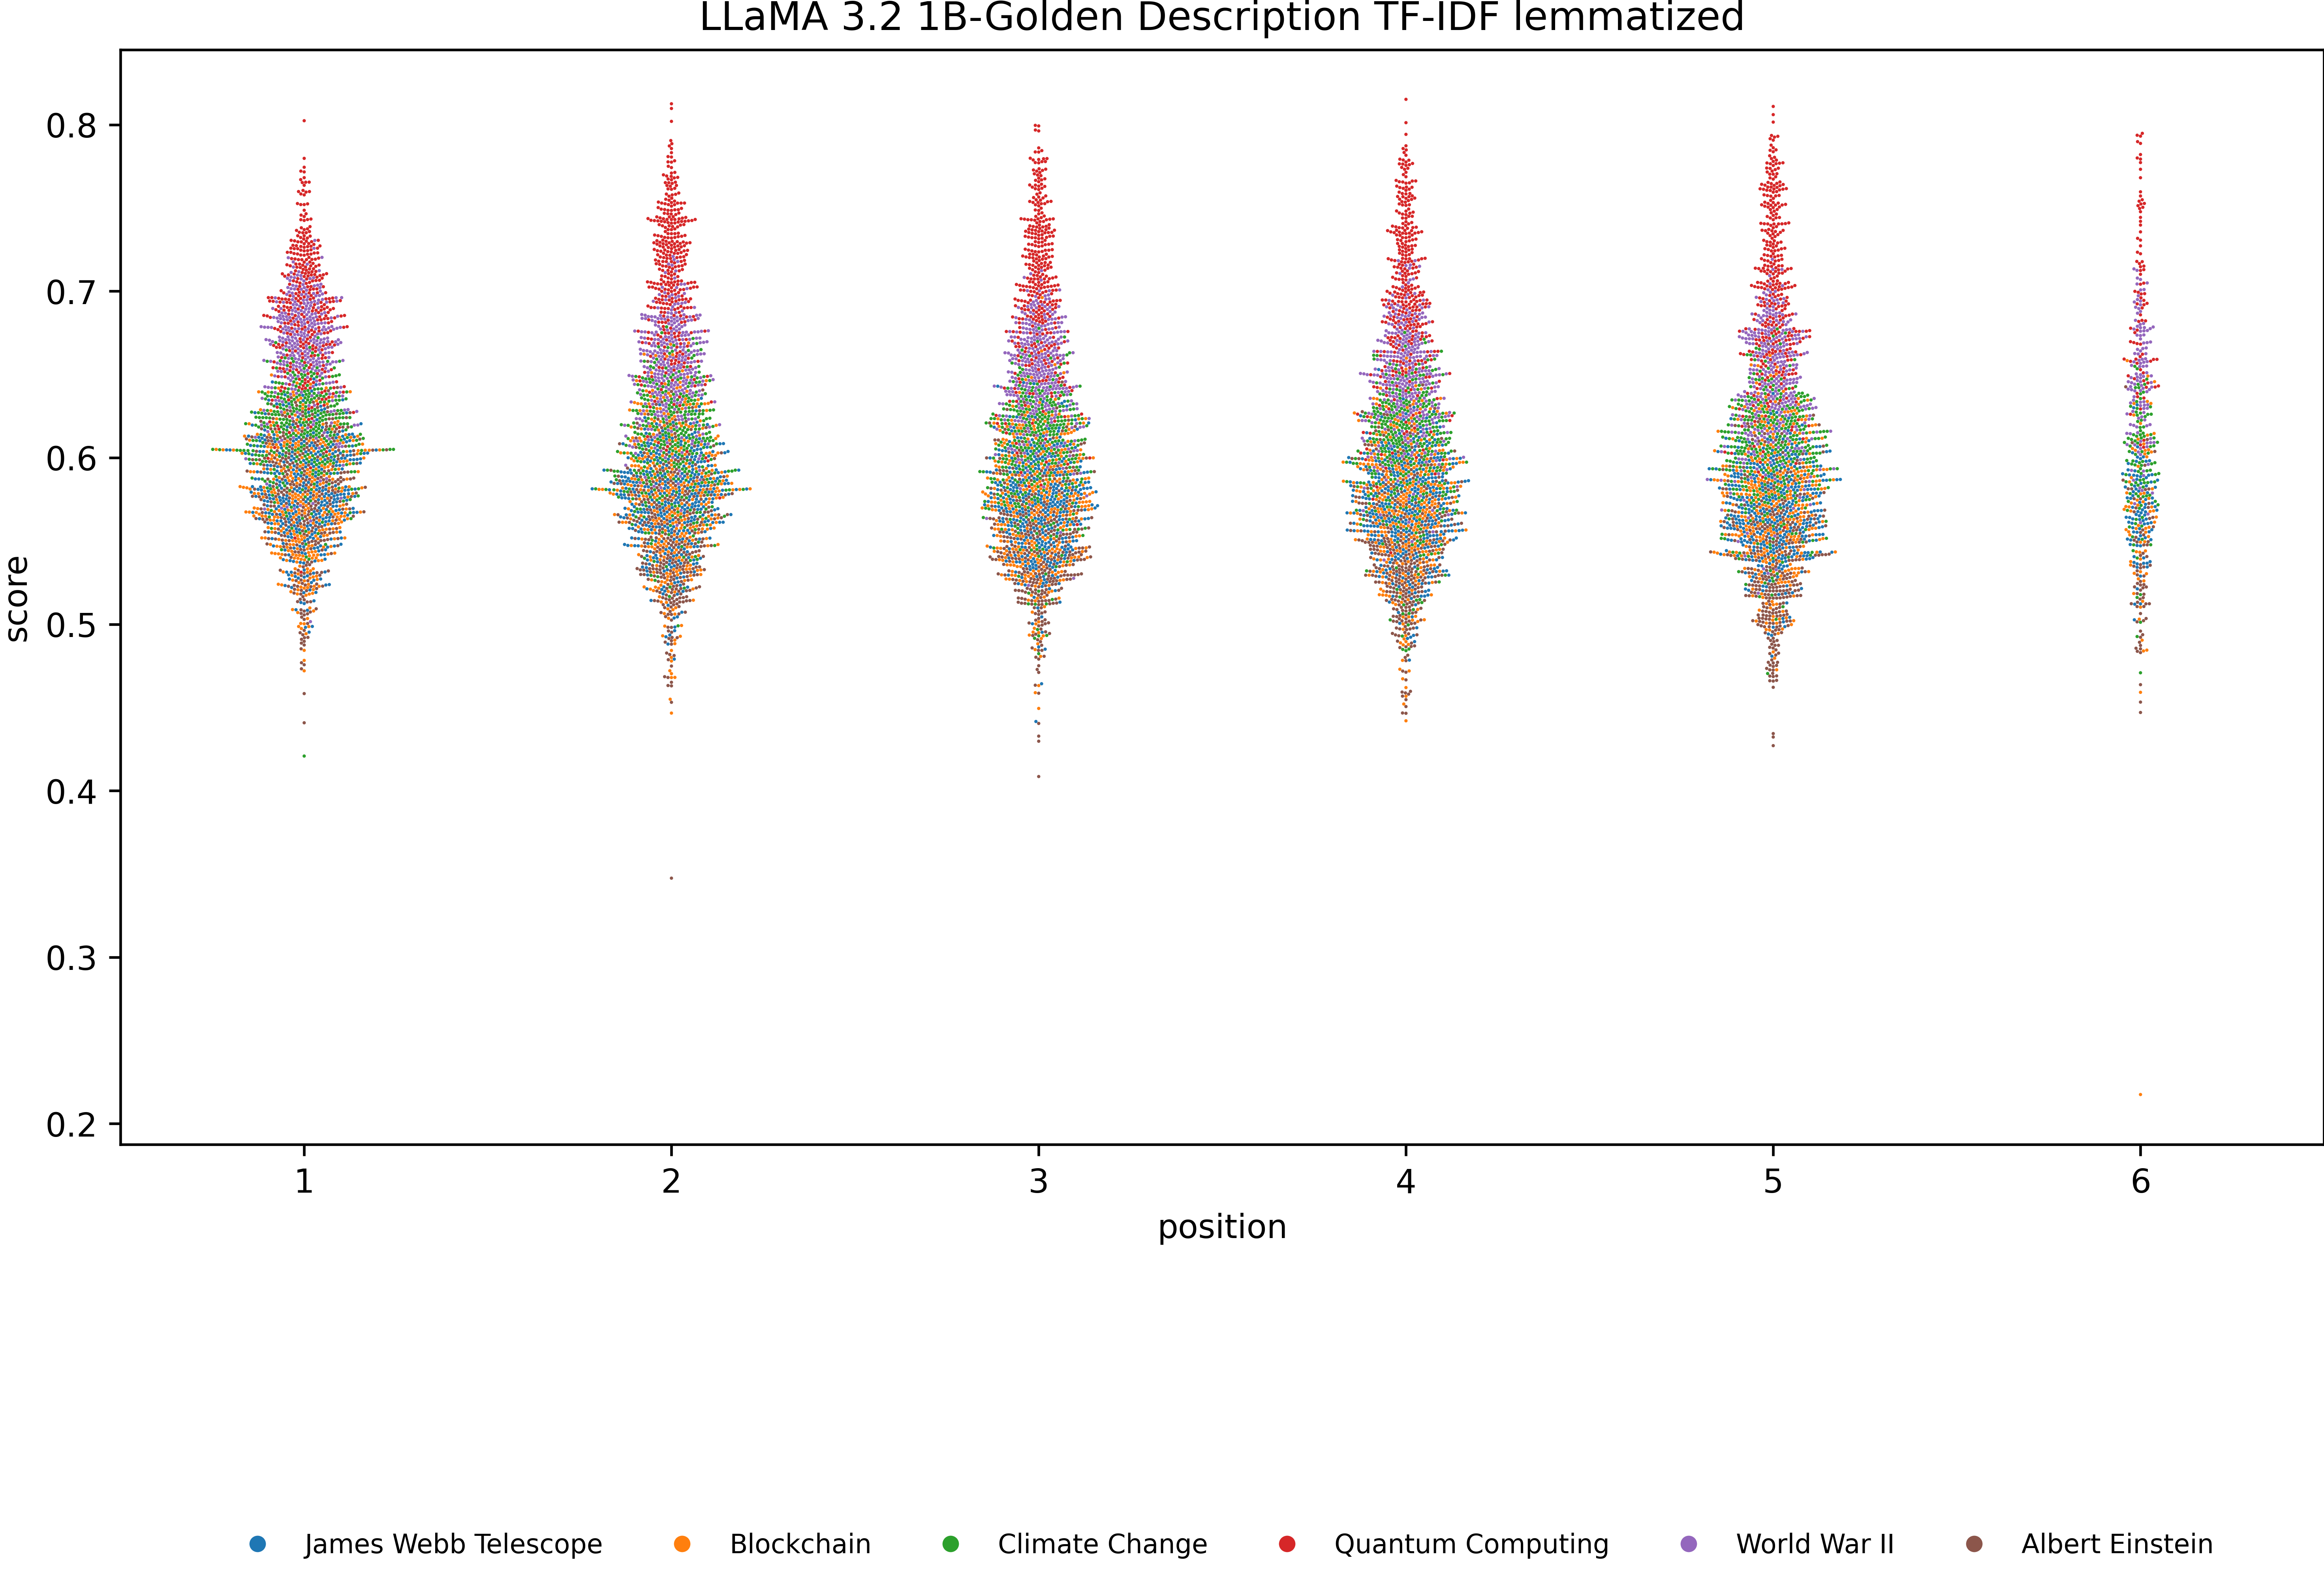 LLaMA 3.2 1B-Golden Description TF-IDF lemmatized
score
0.8
0.7
0.6
0.5
0.4
0.3
0.2
1 2 3 4 5 6
position
James Webb Telescope Blockchain Climate Change Quantum Computing World War II Albert Einstein